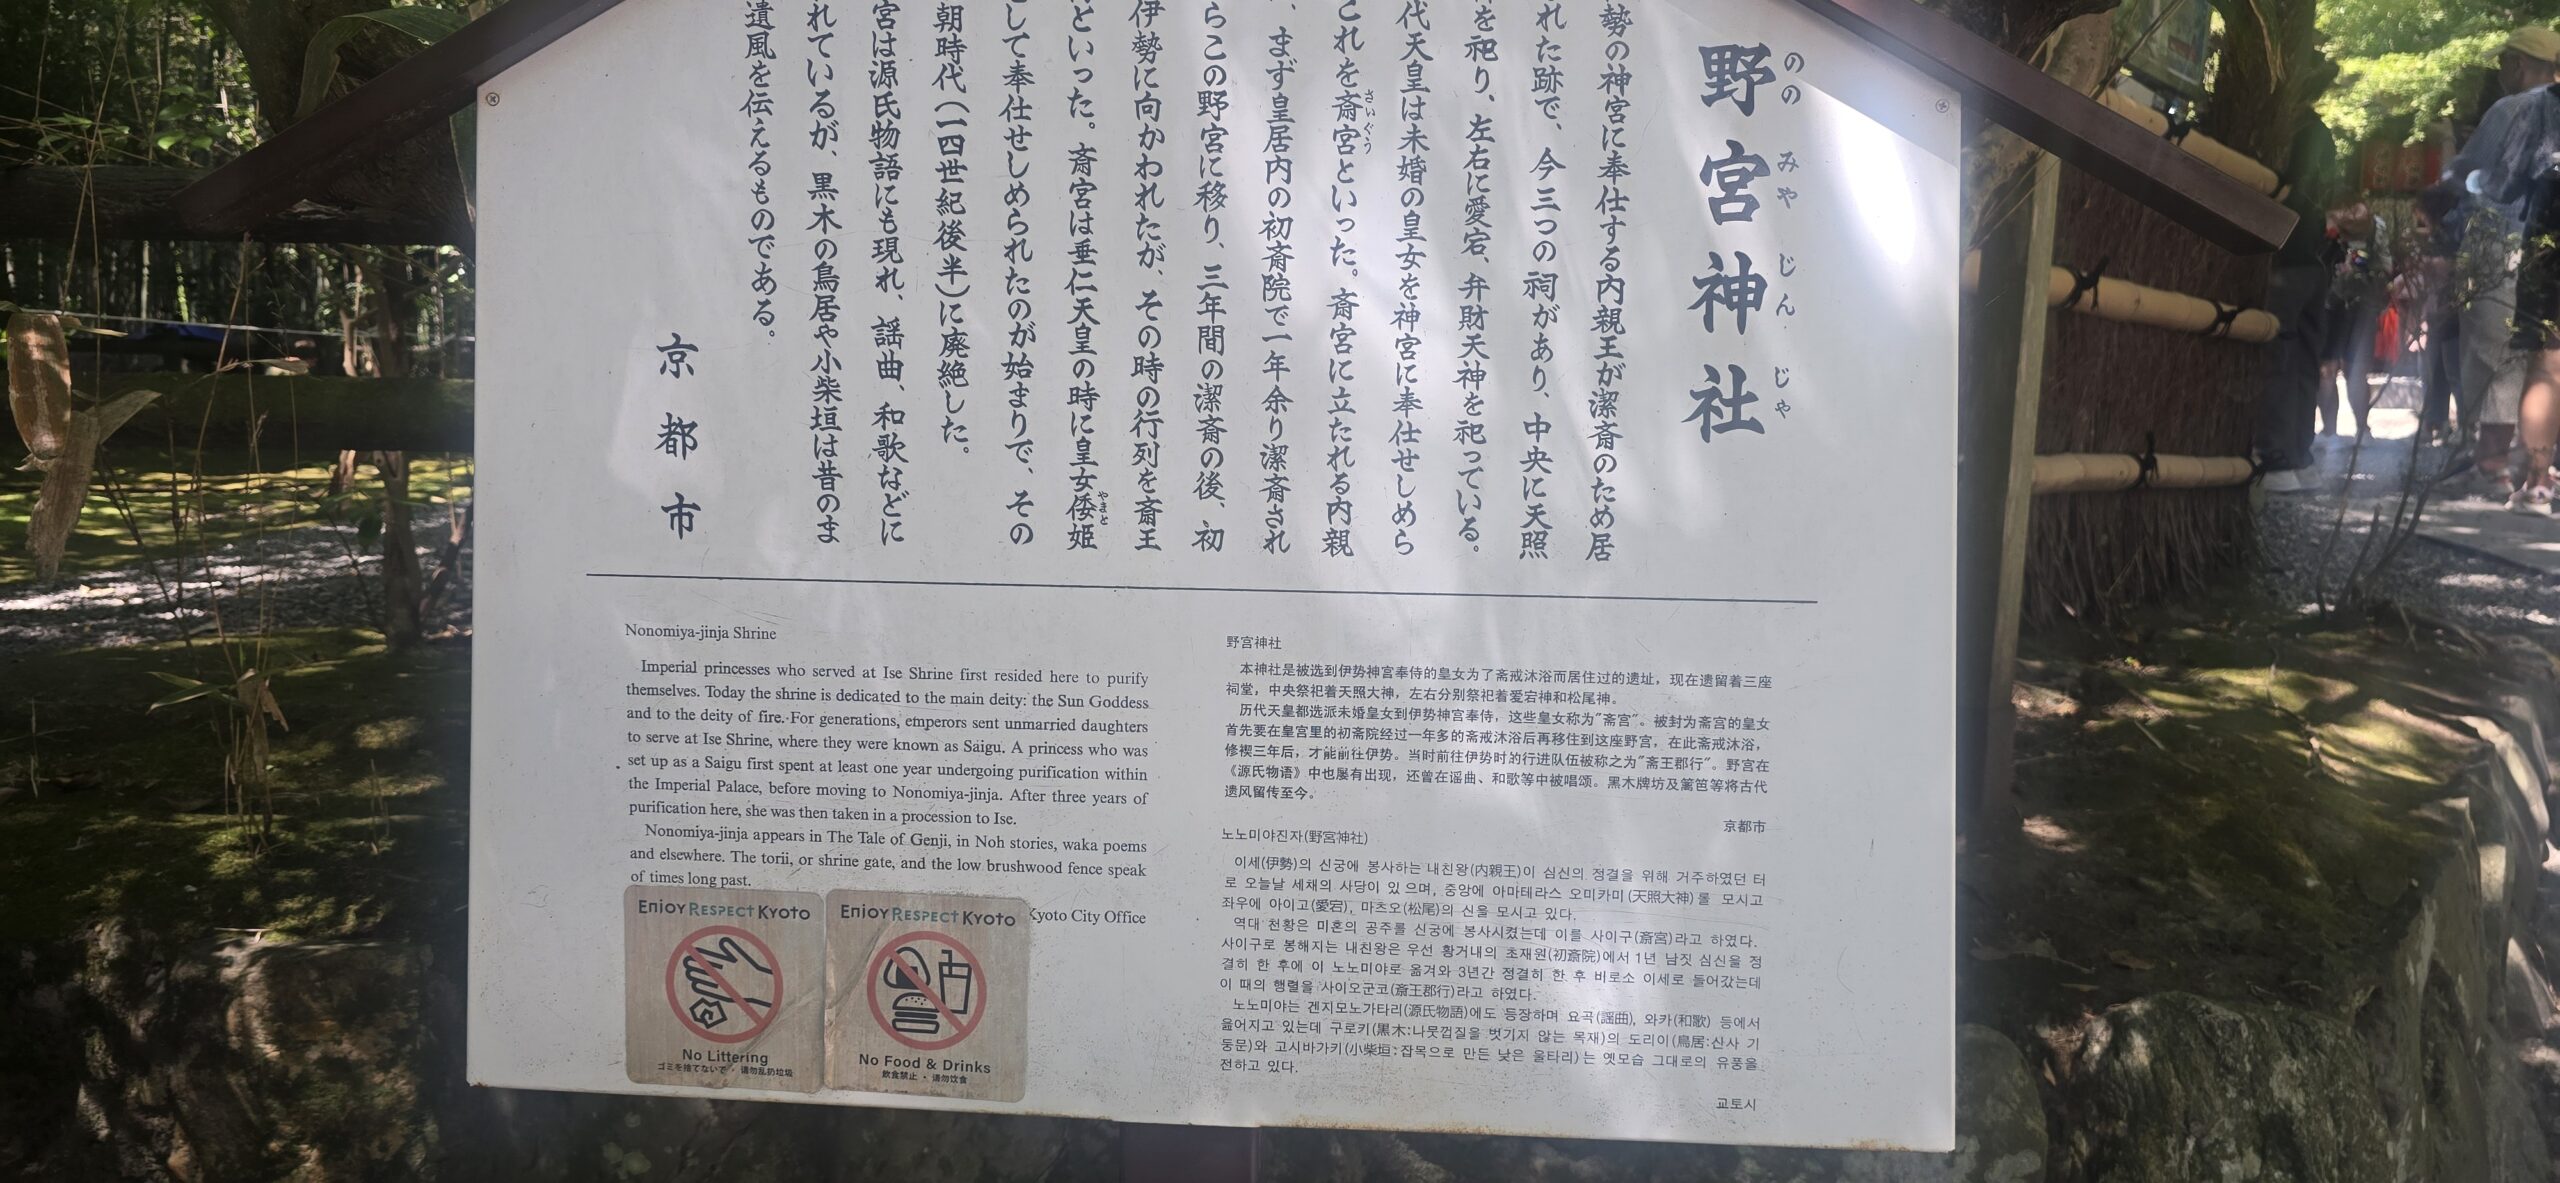 野宮神社
ののみやじんじゃ
勢の神宮に奉仕する内親王が潔斎のため居
れた跡で、今三つの祠があり、中央に天照
を祀り、左右に愛宕、弁財天神を祀っている。
代天皇は未婚の皇女を神宮に奉仕せしめら
これを斎宮といった。斎宮に立たれる内親
さいぐう
、まず皇居内の初斎院で一年余り潔斎され
らこの野宮に移り、三年間の潔斎の後、初
伊勢に向かわれたが、その時の行列を斎王
といった。斎宮は垂仁天皇の時に皇女倭姫
やまと
して奉仕せしめられたのが始まりで、その
朝時代(一四世紀後半)に廃絶した。
宮は源氏物語にも現れ、謡曲、和歌などに
れているが、黒木の鳥居や小柴垣は昔のま
遺風を伝えるものである。
京都市
Nonomiya-jinja Shrine
Imperial princesses who served at Ise Shrine first resided here to purify
themselves. Today the shrine is dedicated to the main deity: the Sun Goddess
and to the deity of fire. For generations, emperors sent unmarried daughters
to serve at Ise Shrine, where they were known as Saigu. A princess who was
set up as a Saigu first spent at least one year undergoing purification within
the Imperial Palace, before moving to Nonomiya-jinja. After three years of
purification here, she was then taken in a procession to Ise.
Nonomiya-jinja appears in The Tale of Genji, in Noh stories, waka poems
and elsewhere. The torii, or shrine gate, and the low brushwood fence speak
of times long past.
Kyoto City Office
野宫神社
本神社是被选到伊势神宫奉侍的皇女为了斋戒沐浴而居住过的遗址，现在遗留着三座
祠堂，中央祭祀着天照大神，左右分别祭祀着爱宕神和松尾神。
历代天皇都选派未婚皇女到伊势神宫奉侍，这些皇女称为"斋宫"。被封为斋宫的皇女
首先要在皇宫里的初斋院经过一年多的斋戒沐浴后再移住到这座野宫，在此斋戒沐浴，
修禊三年后，才能前往伊势。当时前往伊势时的行进队伍被称之为"斋王郡行"。野宫在
《源氏物语》中也屡有出现，还曾在谣曲、和歌等中被唱颂。黑木牌坊及篱笆等将古代
遗风留传至今。
京都市
노노미야진자(野宮神社)
이세(伊勢)의 신궁에 봉사하는 내친왕(内親王)이 심신의 정결을 위해 거주하였던 터
로 오늘날 세채의 사당이 있으며, 중앙에 아마테라스 오미카미(天照大神)를 모시고
좌우에 아이고(愛宕), 마츠오(松尾)의 신을 모시고 있다.
역대 천황은 미혼의 공주를 신궁에 봉사시켰는데 이를 사이구(斎宮)라고 하였다.
사이구로 봉해지는 내친왕은 우선 황거내의 초재원(初斎院)에서 1년 남짓 심신을 정
결히 한 후에 이 노노미야로 옮겨와 3년간 정결히 한 후 비로소 이세로 들어갔는데
이 때의 행렬을 사이오군코(斎王郡行)라고 하였다.
노노미야는 겐지모노가타리(源氏物語)에도 등장하며 요곡(謡曲), 와카(和歌) 등에서
읊어지고 있는데 구로키(黒木:나뭇껍질을 벗기지 않는 목재)의 도리이(鳥居:산사 기
둥문)와 고시바가키(小柴垣:잡목으로 만든 낮은 울타리)는 옛모습 그대로의 유풍을
전하고 있다.
교토시
Enjoy RESPECT Kyoto
No Littering
ゴミを捨てないで・请勿乱扔垃圾
Enjoy RESPECT Kyoto
No Food & Drinks
飲食禁止・请勿饮食